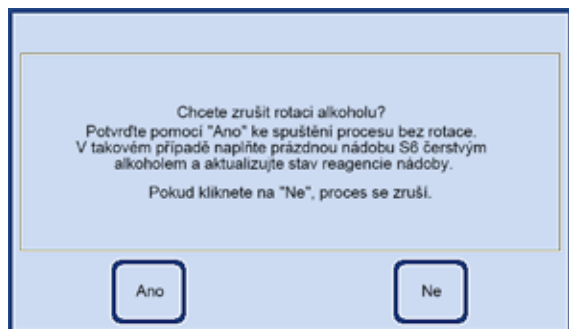 Chcete zrušit rotaci alkoholu?
Potvrďte pomocí "Ano" ke spuštění procesu bez rotace.
V takovém případě naplňte prázdnou nádobu S6 čerstvým
alkoholem a aktualizujte stav reagencie nádoby.
Pokud kliknete na "Ne", proces se zruší.
Ano
Ne